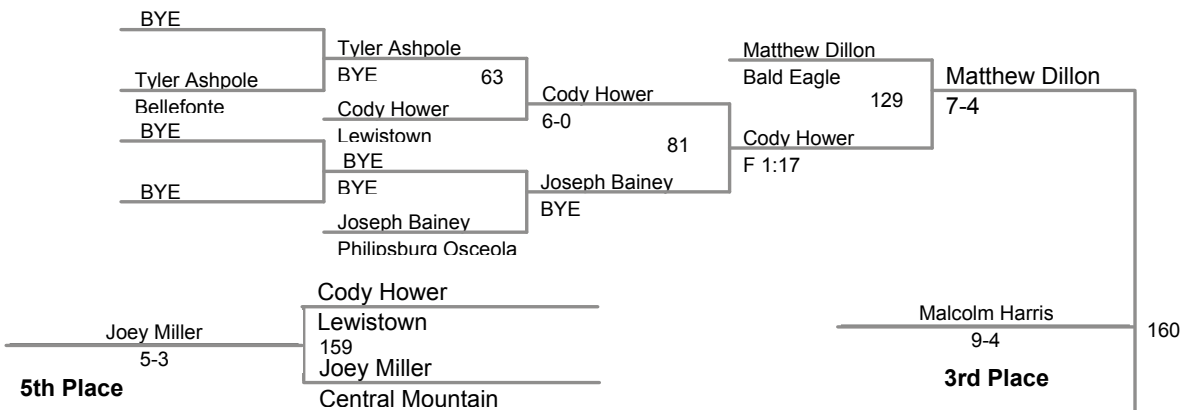 BYE
Tyler Ashpole
Bellefonte
BYE
BYE
Tyler Ashpole
BYE
63
Cody Hower
Lewistown
BYE
BYE
Joseph Bainey
Philipsburg Osceola
Cody Hower
6-0
81
Joseph Bainey
BYE
Matthew Dillon
Bald Eagle
129
Cody Hower
F 1:17
Matthew Dillon
7-4
Joey Miller
5-3
5th Place
Cody Hower
Lewistown
159
Joey Miller
Central Mountain
Malcolm Harris
9-4
3rd Place
160